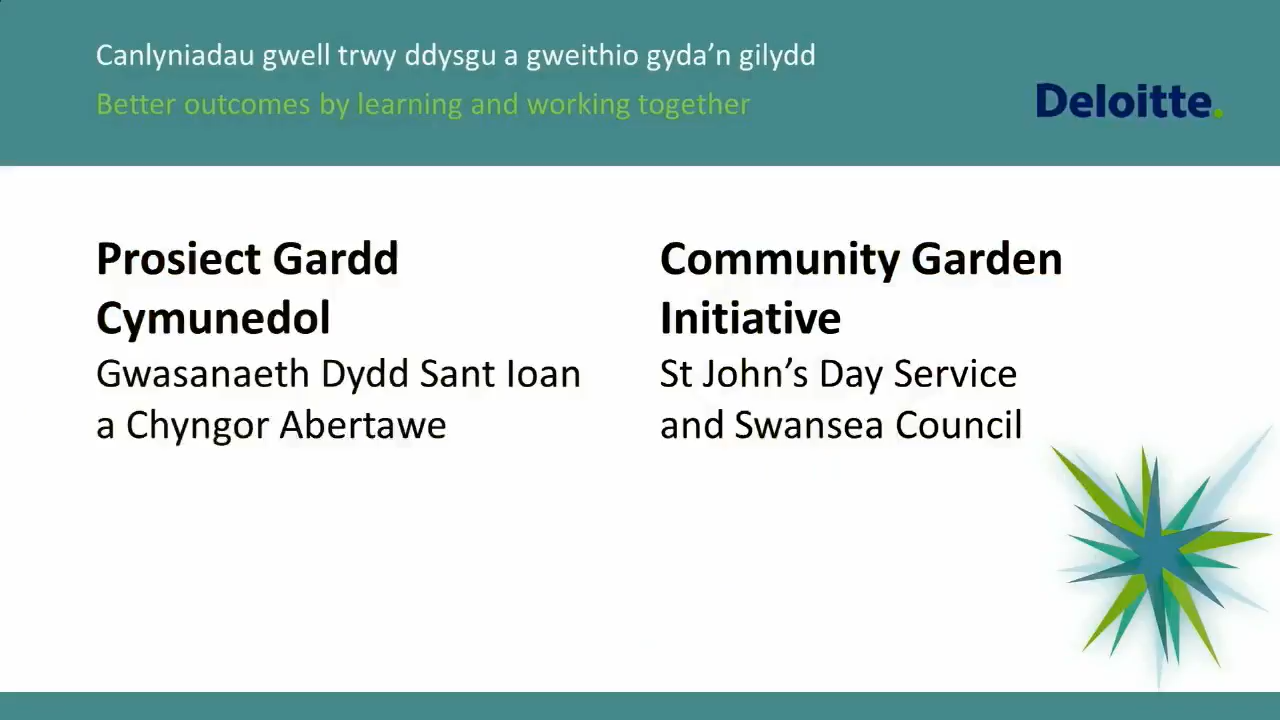 Canlyniadau gwell trwy ddysgu a gweithio gyda’n gilydd
Better outcomes by learning and working together
Deloitte.
Prosiect Gardd
Cymunedol
Gwasanaeth Dydd Sant Ioan
a Chyngor Abertawe
Community Garden
Initiative
St John’s Day Service
and Swansea Council